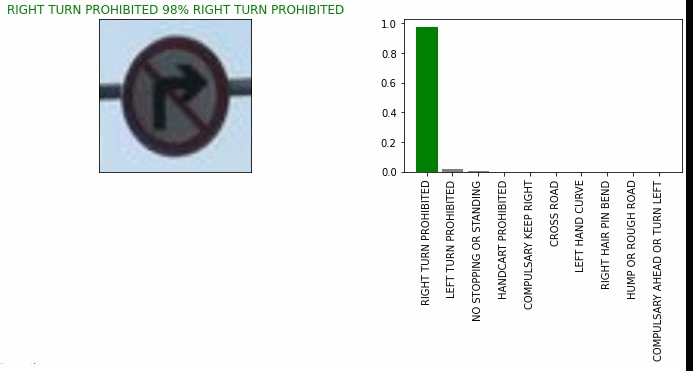 RIGHT TURN PROHIBITED 98% RIGHT TURN PROHIBITED
1.0
0.8
0.6
0.4
0.2
0.0
RIGHT TURN PROHIBITED
LEFT TURN PROHIBITED
NO STOPPING OR STANDING
HANDCART PROHIBITED
COMPULSARY KEEP RIGHT
CROSS ROAD
LEFT HAND CURVE
RIGHT HAIR PIN BEND
HUMP OR ROUGH ROAD
COMPULSARY AHEAD OR TURN LEFT